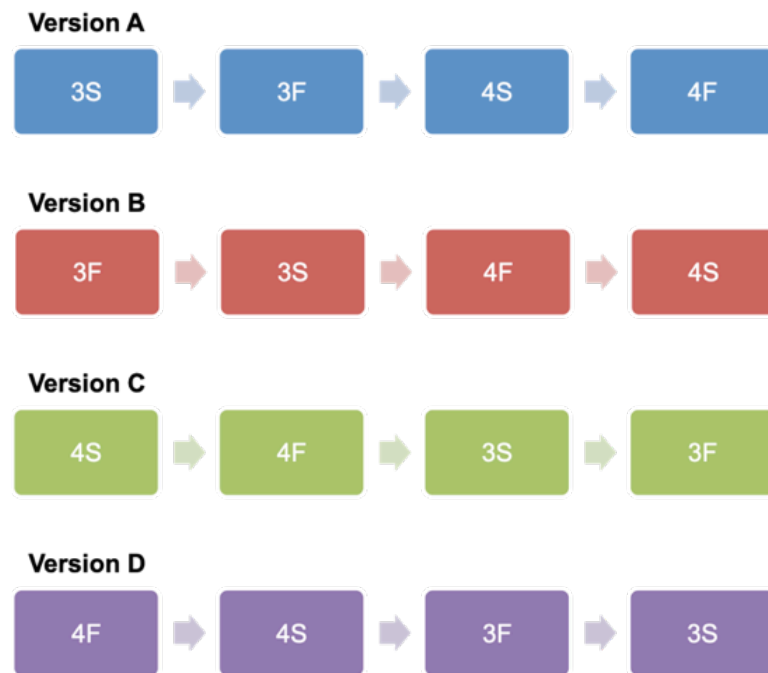 Version A
3S 3F 4S 4F
Version B
3F 3S 4F 4S
Version C
4S 4F 3S 3F
Version D
4F 4S 3F 3S